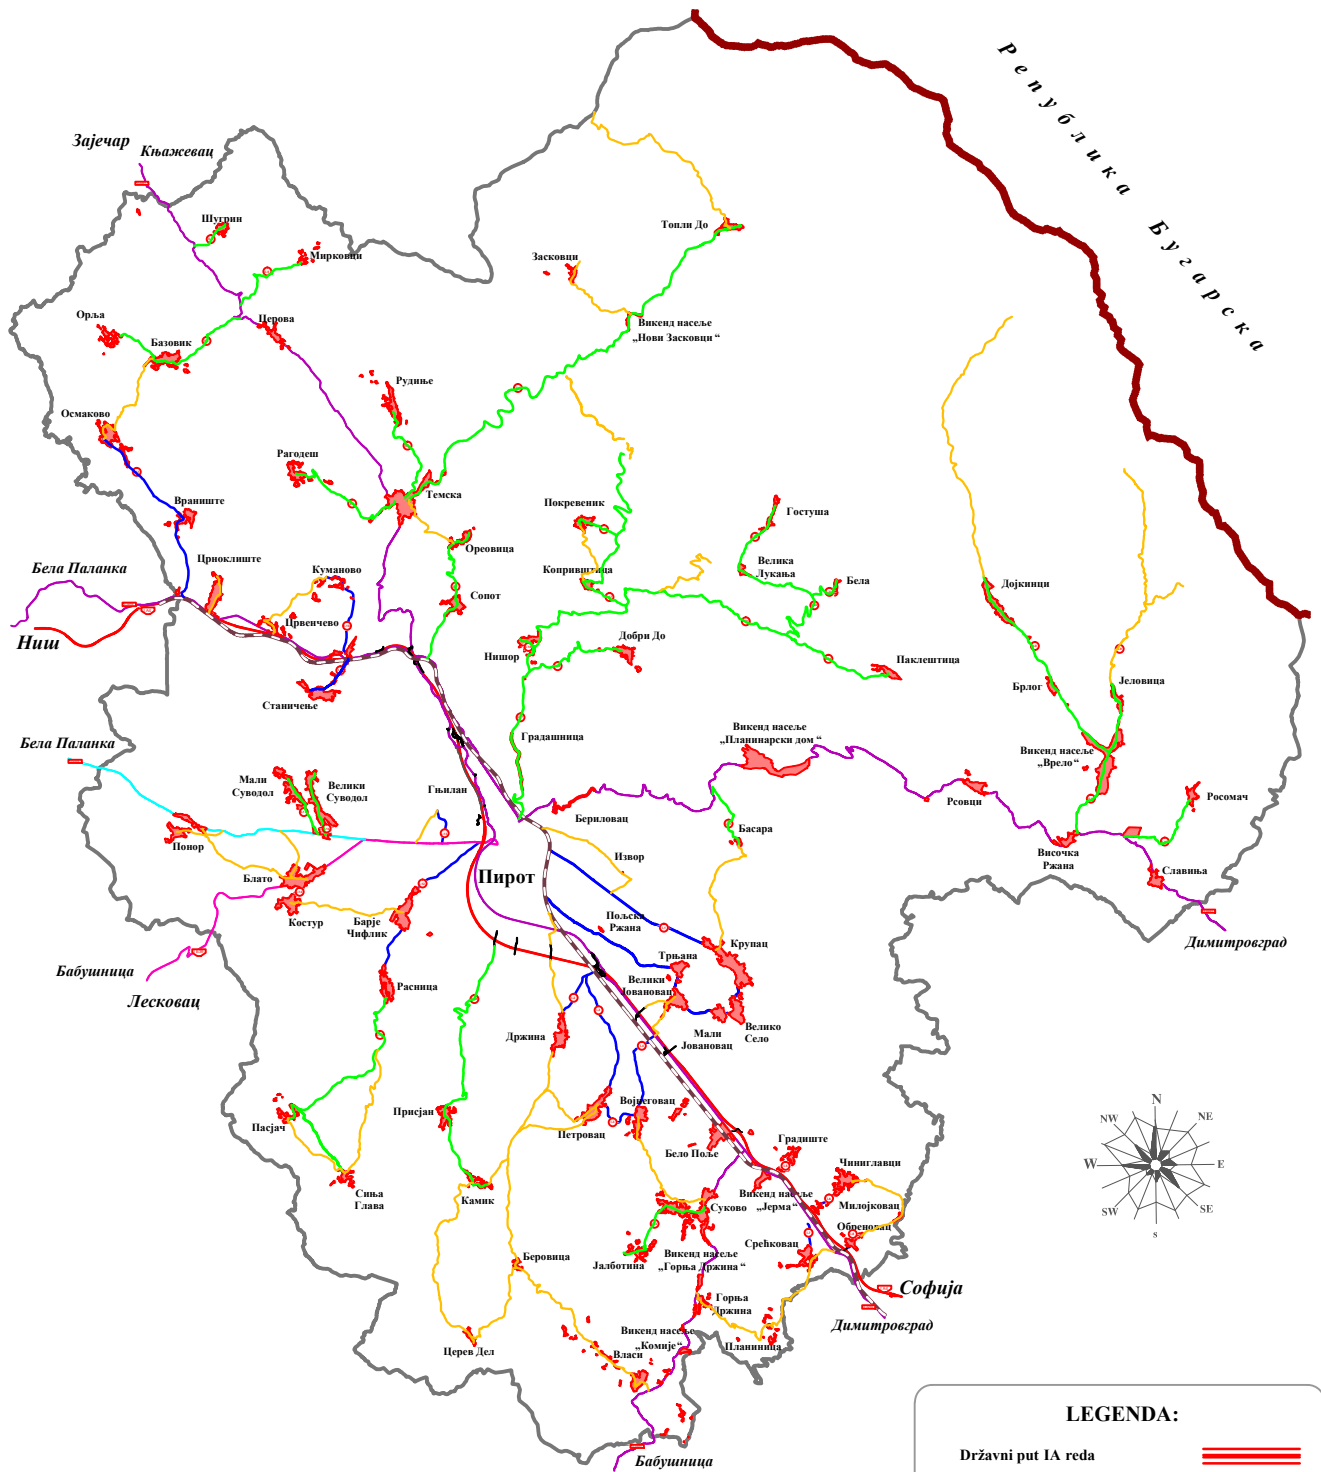 Република Бугарска
Зајечар
Књажевац
Шугрин
Мирковци
Топли До
Засковци
Орља
Базовик
Церова
Викенд насеље
„Нови Засковци“
Рудиње
Осмаково
Рагодеш
Темска
Враниште
Покревеник
Гостуша
Ореовица
Црноклиште
Куманово
Копривштица
Велика
Лукања
Бела
Дојкинци
Бела Паланка
Сопот
Ниш
Црвенчево
Нишор
Добри До
Паклештица
Брлог
Јеловица
Станичење
Бела Паланка
Градашница
Викенд насеље
„Планинарски дом“
Викенд насеље
„Врело“
Мали
Суводол
Велики
Суводол
Гњилан
Бериловац
Басара
Рсовци
Росомач
Понор
Извор
Височка
Ржана
Блато
Пирот
Славиња
Костур
Барје
Чифлик
Пољска
Ржана
Крупац
Димитровград
Бабушница
Трњана
Лесковац
Расница
Велики
Јовановац
Држина
Мали
Јовановац
Велико
Село
Присјан
Војнеговац
Пасјач
Петровац
Бело Поље
Градиште
Чиниглавци
Сиња
Глава
Камик
Суково
Викенд насеље
„Јерма“
Милојковац
Обреновац
Беровица
Јалботина
Викенд насеље
„Горња Држина“
Срећковац
Софија
Горња
Држина
Димитровград
Церев Дел
Викенд насеље
„Комије“
Власи
Планиница
Бабушница
N
NW
NE
W
E
SW
SE
s
LEGENDA:
Državni put IA reda